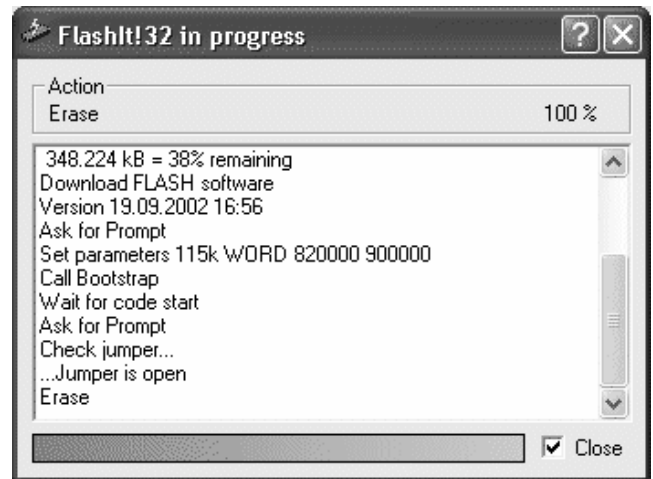 FlashIt!32 in progress
Action
Erase 100 %
348.224 kB = 38% remaining
Download FLASH software
Version 19.09.2002 16:56
Ask for Prompt
Set parameters 115k WORD 820000 900000
Call Bootstrap
Wait for code start
Ask for Prompt
Check jumper...
...Jumper is open
Erase
Close